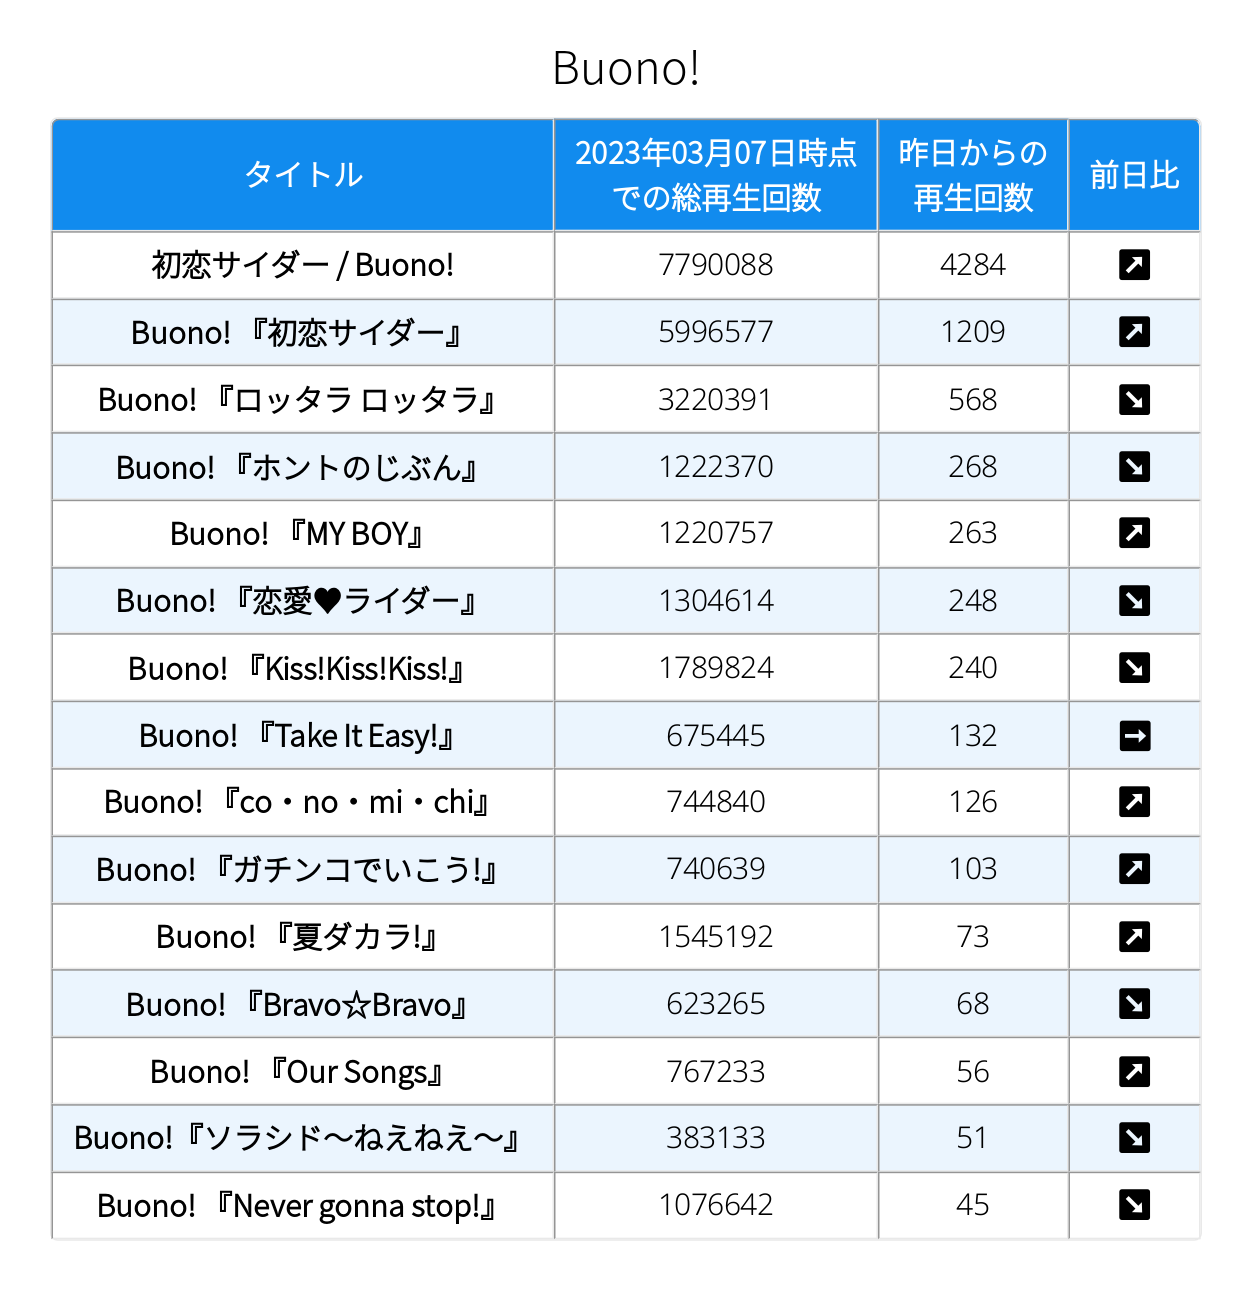 Buono!
タイトル 2023年03月07日時点での総再生回数 昨日からの再生回数 前日比
初恋サイダー / Buono! 7790088 4284 ↗
Buono! 『初恋サイダー』 5996577 1209 ↗
Buono! 『ロッタラ ロッタラ』 3220391 568 ↘
Buono! 『ホントのじぶん』 1222370 268 ↘
Buono! 『MY BOY』 1220757 263 ↗
Buono! 『恋愛♥ライダー』 1304614 248 ↘
Buono! 『Kiss!Kiss!Kiss!』 1789824 240 ↘
Buono! 『Take It Easy!』 675445 132 →
Buono! 『co・no・mi・chi』 744840 126 ↗
Buono! 『ガチンコでいこう!』 740639 103 ↗
Buono! 『夏ダカラ!』 1545192 73 ↗
Buono! 『Bravo☆Bravo』 623265 68 ↘
Buono! 『Our Songs』 767233 56 ↗
Buono!『ソラシド〜ねえねえ〜』 383133 51 ↘
Buono! 『Never gonna stop!』 1076642 45 ↘